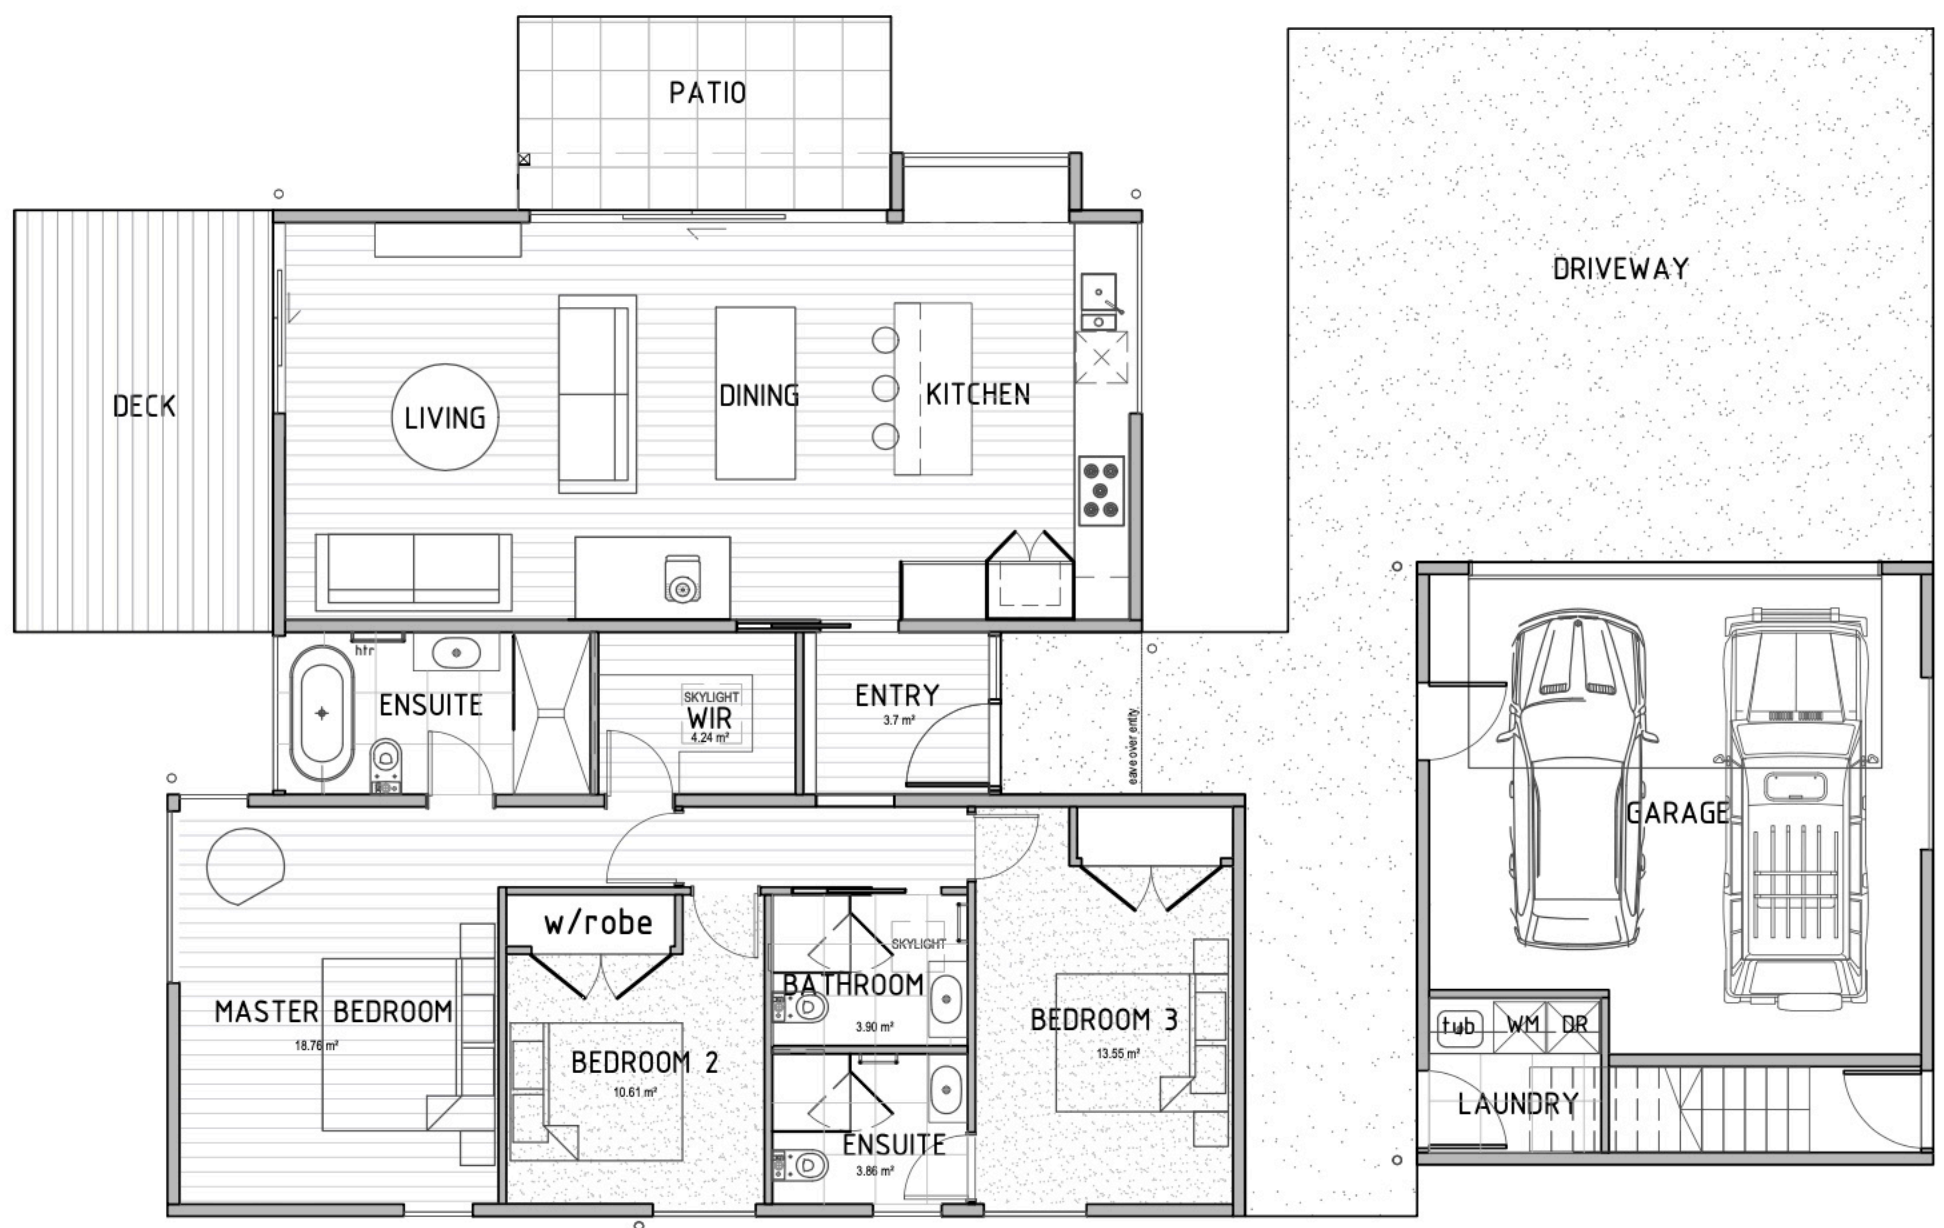 PATIO
DRIVEWAY
DECK
LIVING
DINING
KITCHEN
htr
ENSUITE
SKYLIGHT
WIR
4.24 m²
ENTRY
3.7 m²
eave over entry
GARAGE
w/robe
SKYLIGHT
BATHROOM
3.90 m²
MASTER BEDROOM
18.76 m²
BEDROOM 2
10.61 m²
BEDROOM 3
13.55 m²
ENSUITE
3.86 m²
tub
WM
DR
LAUNDRY